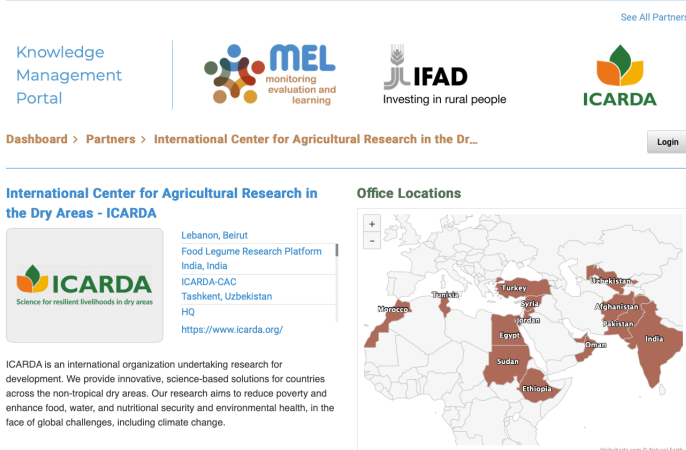 See All Partners
Knowledge
Management
Portal
MEL
monitoring
evaluation and
learning
IFAD
Investing in rural people
ICARDA
Dashboard > Partners > International Center for Agricultural Research in the Dr...
Login
International Center for Agricultural Research in
the Dry Areas - ICARDA
ICARDA
Science for resilient livelihoods in dry areas
Lebanon, Beirut
Food Legume Research Platform
India, India
ICARDA-CAC
Tashkent, Uzbekistan
HQ
https://www.icarda.org/
ICARDA is an international organization undertaking research for
development. We provide innovative, science-based solutions for countries
across the non-tropical dry areas. Our research aims to reduce poverty and
enhance food, water, and nutritional security and environmental health, in the
face of global challenges, including climate change.
Office Locations
+
-
Uzbekistan
Turkey
Tunisia
Syria
Afghanistan
Morocco
Jordan
Pakistan
Egypt
India
Oman
Sudan
Ethiopia